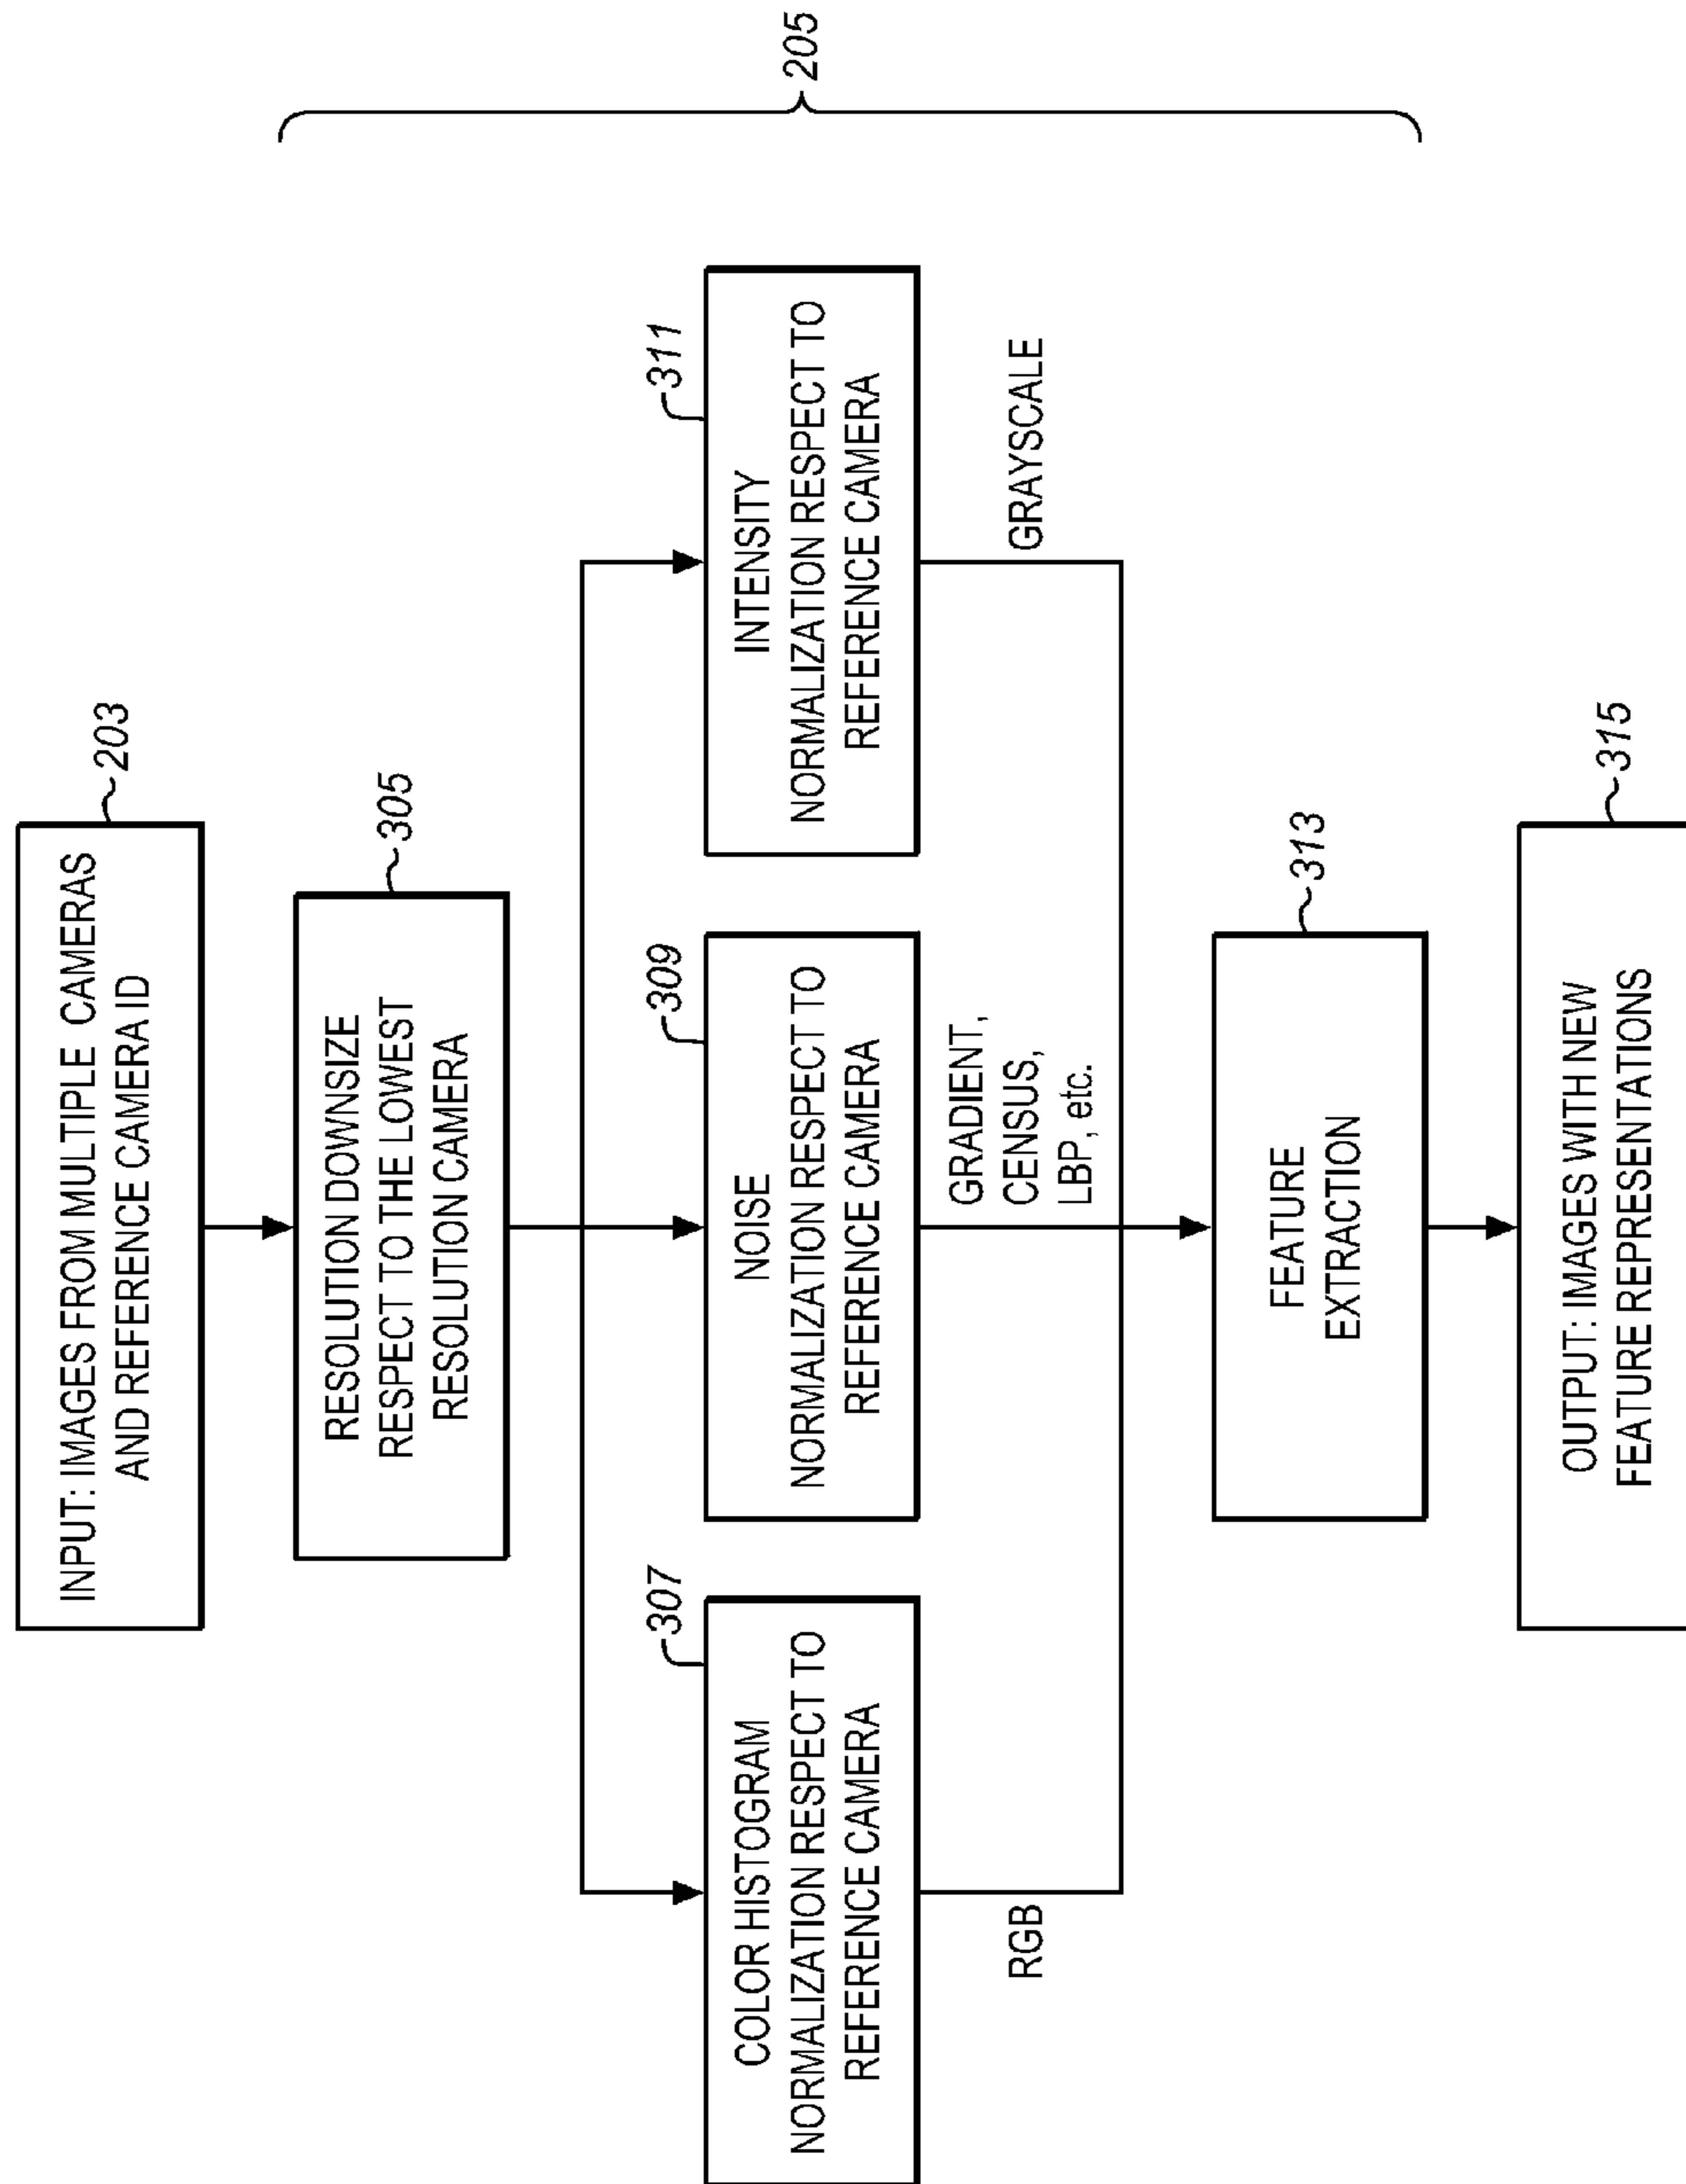 INPUT: IMAGES FROM MULTIPLE CAMERAS
AND REFERENCE CAMERA ID
203
RESOLUTION DOWNSIZE
RESPECT TO THE LOWEST
RESOLUTION CAMERA
305
205
COLOR HISTOGRAM
NORMALIZATION RESPECT TO
REFERENCE CAMERA
307
NOISE
NORMALIZATION RESPECT TO
REFERENCE CAMERA
309
INTENSITY
NORMALIZATION RESPECT TO
REFERENCE CAMERA
311
RGB
GRADIENT,
CENSUS,
LBP, etc.
GRAYSCALE
FEATURE
EXTRACTION
313
OUTPUT: IMAGES WITH NEW
FEATURE REPRESENTATIONS
315